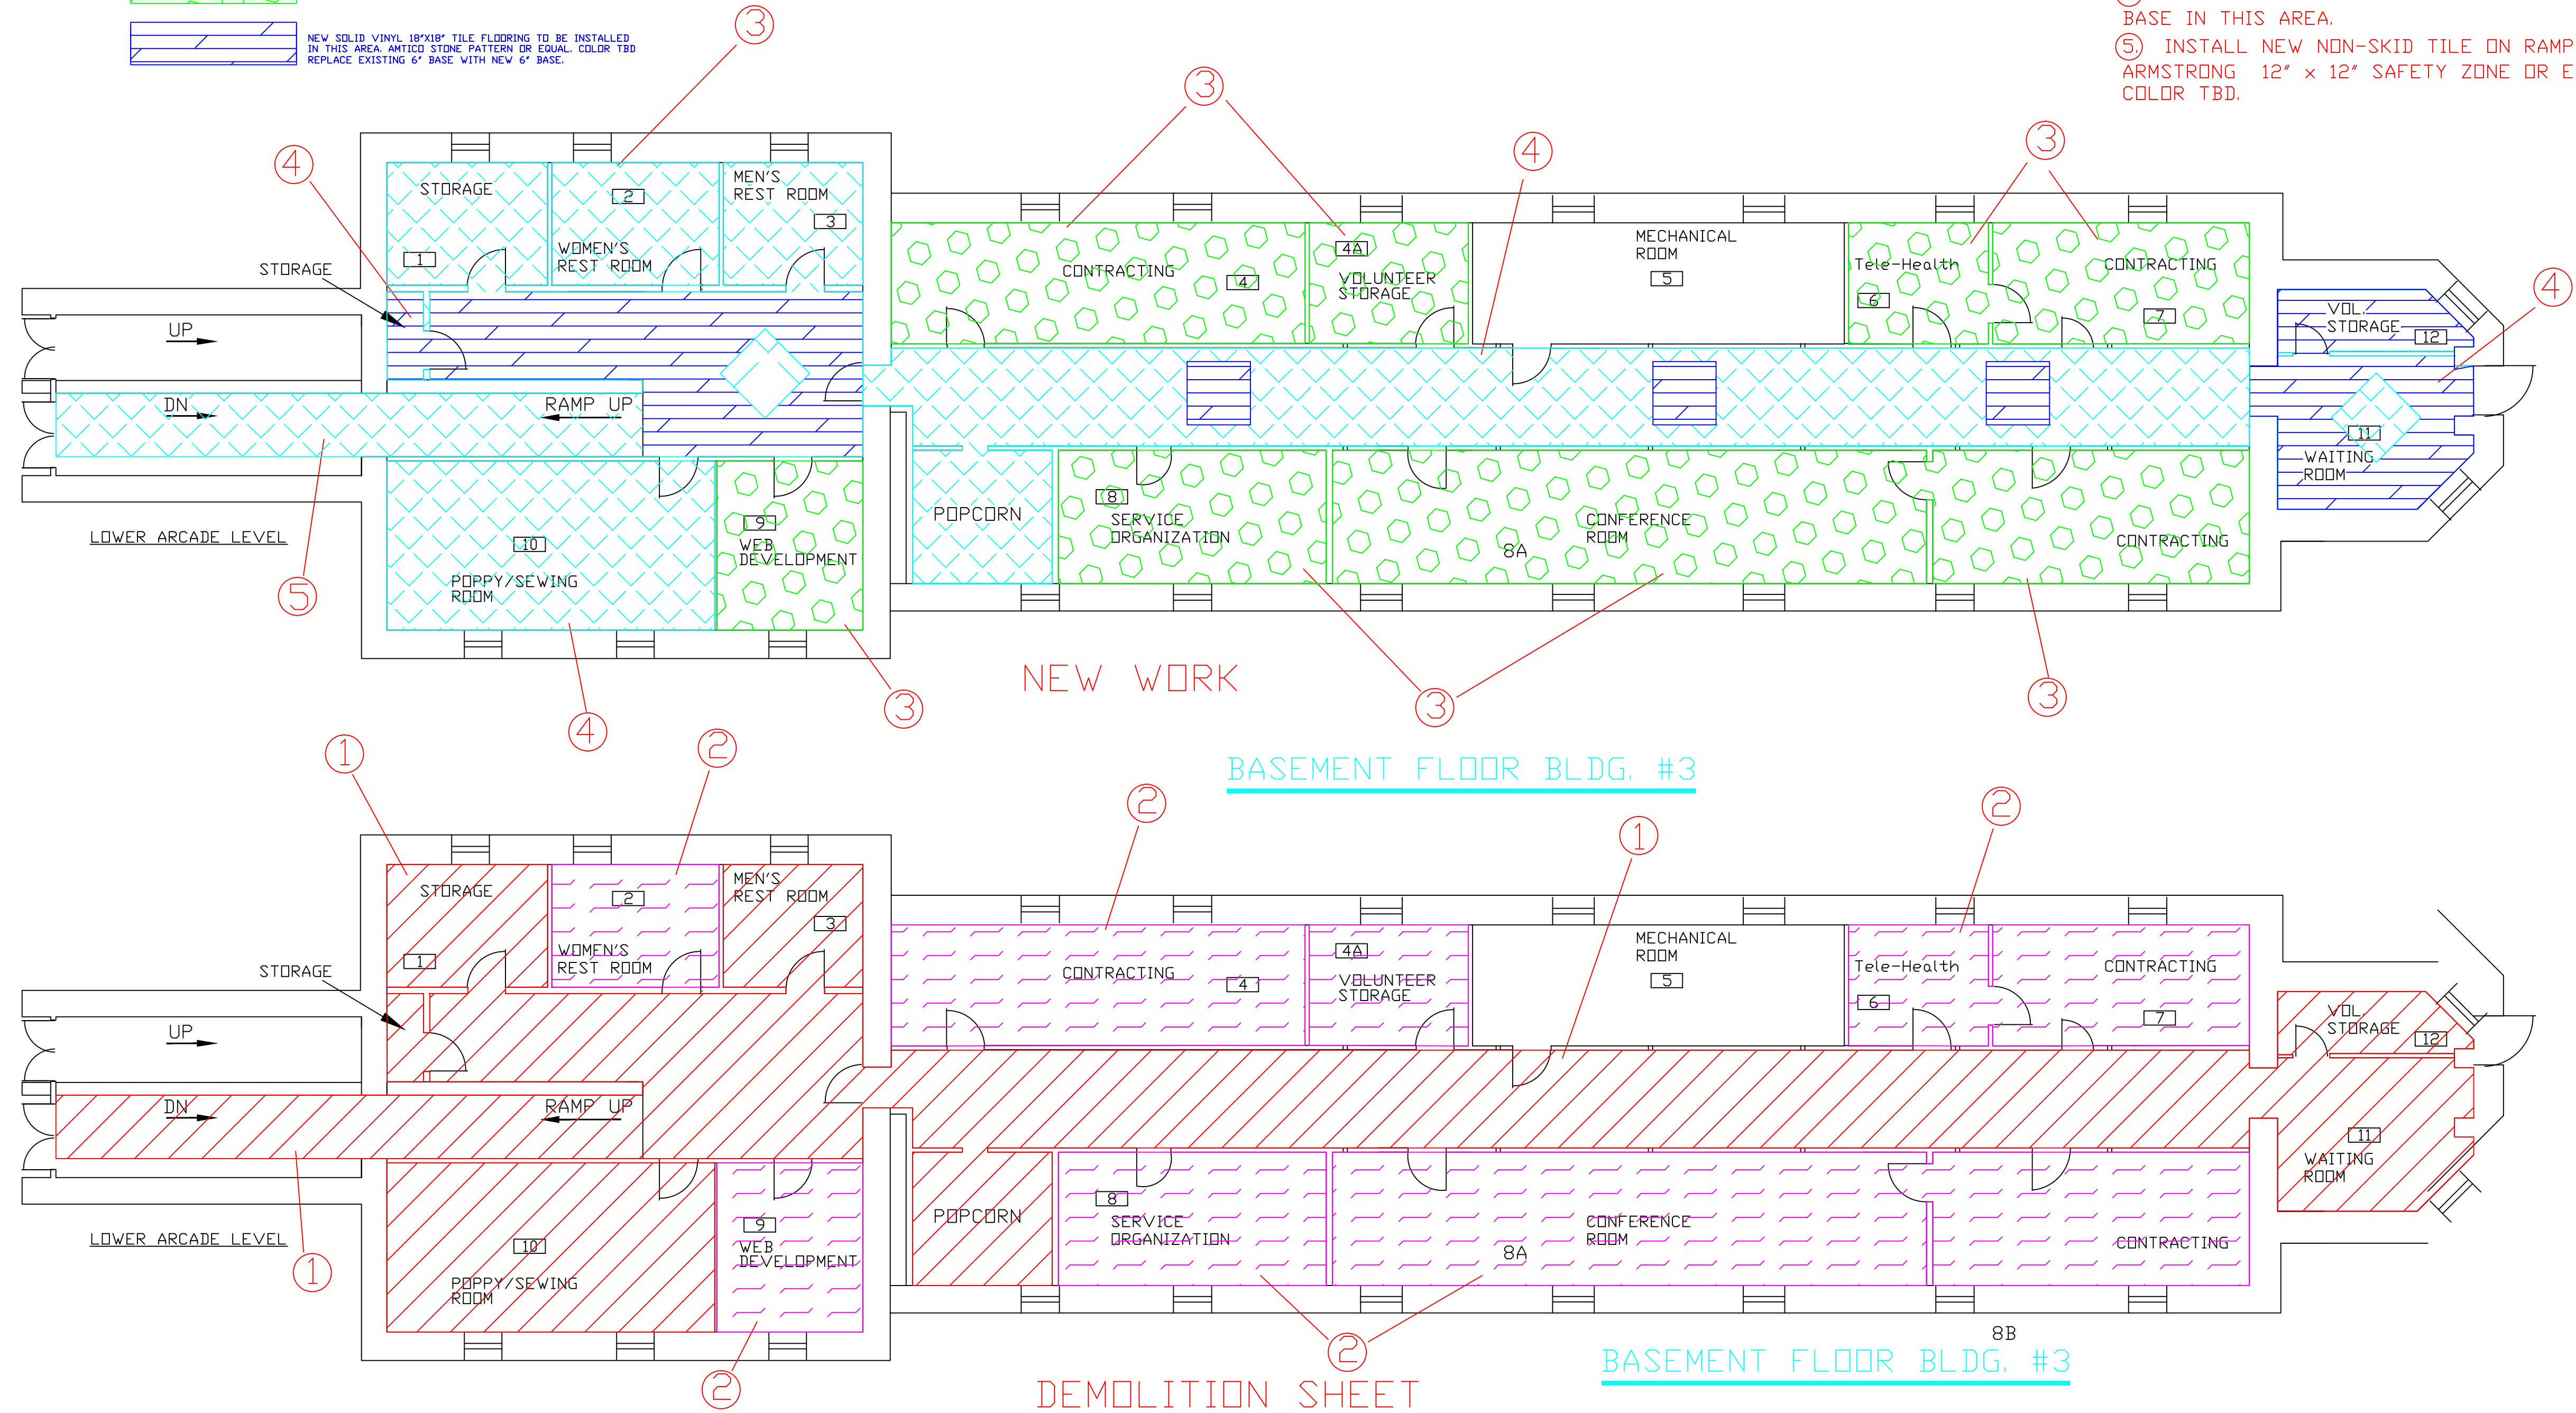 NEW SOLID VINYL 18"X18" TILE FLOORING TO BE INSTALLED
IN THIS AREA. AMTICO STONE PATTERN OR EQUAL. COLOR TBD
REPLACE EXISTING 6" BASE WITH NEW 6" BASE.
BASE IN THIS AREA.
5. INSTALL NEW NON-SKID TILE ON RAMP
ARMSTRONG 12" x 12" SAFETY ZONE OR E
COLOR TBD.
3
3
4
4
3
STORAGE
1
2
WOMEN'S
REST ROOM
MEN'S
REST ROOM
3
STORAGE
CONTRACTING
4
4A
VOLUNTEER
STORAGE
MECHANICAL
ROOM
5
Tele-Health
6
CONTRACTING
7
4
VOL.
STORAGE
12
UP
DN
RAMP UP
11
WAITING
ROOM
LOWER ARCADE LEVEL
10
POPPY/SEWING
ROOM
9
WEB
DEVELOPMENT
POPCORN
8
SERVICE
ORGANIZATION
CONFERENCE
ROOM
8A
CONTRACTING
5
4
3
3
3
NEW WORK
BASEMENT FLOOR BLDG. #3
1
2
2
1
2
STORAGE
1
2
WOMEN'S
REST ROOM
MEN'S
REST ROOM
3
STORAGE
CONTRACTING
4
4A
VOLUNTEER
STORAGE
MECHANICAL
ROOM
5
Tele-Health
6
CONTRACTING
7
VOL.
STORAGE
12
UP
DN
RAMP UP
11
WAITING
ROOM
LOWER ARCADE LEVEL
10
POPPY/SEWING
ROOM
9
WEB
DEVELOPMENT
POPCORN
8
SERVICE
ORGANIZATION
CONFERENCE
ROOM
8A
CONTRACTING
1
2
2
8B
BASEMENT FLOOR BLDG. #3
DEMOLITION SHEET